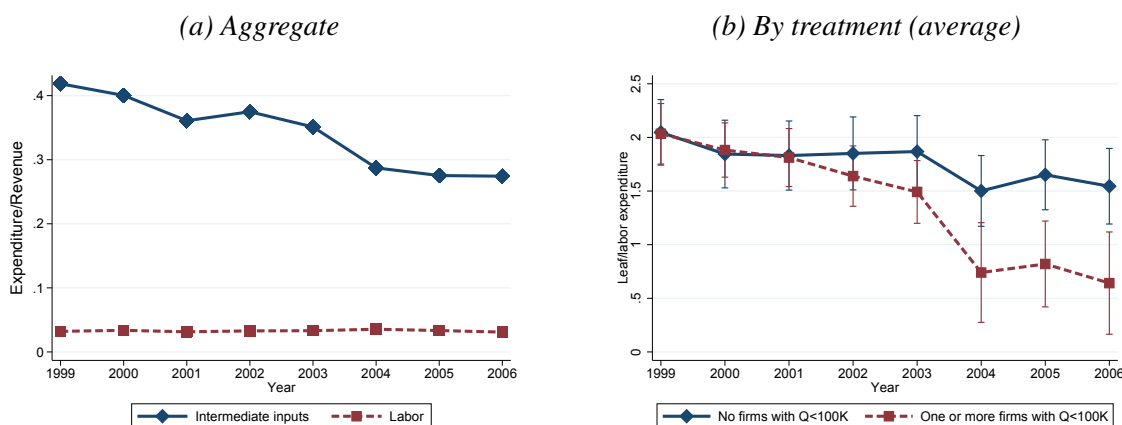 (a) Aggregate
Expenditure/Revenue
.4
.3
.2
.1
0
1999 2000 2001 2002 2003 2004 2005 2006
Year
Intermediate inputs Labor
(b) By treatment (average)
Leaf/labor expenditure
2.5
2
1.5
1
.5
0
1999 2000 2001 2002 2003 2004 2005 2006
Year
No firms with Q<100K One or more firms with Q<100K